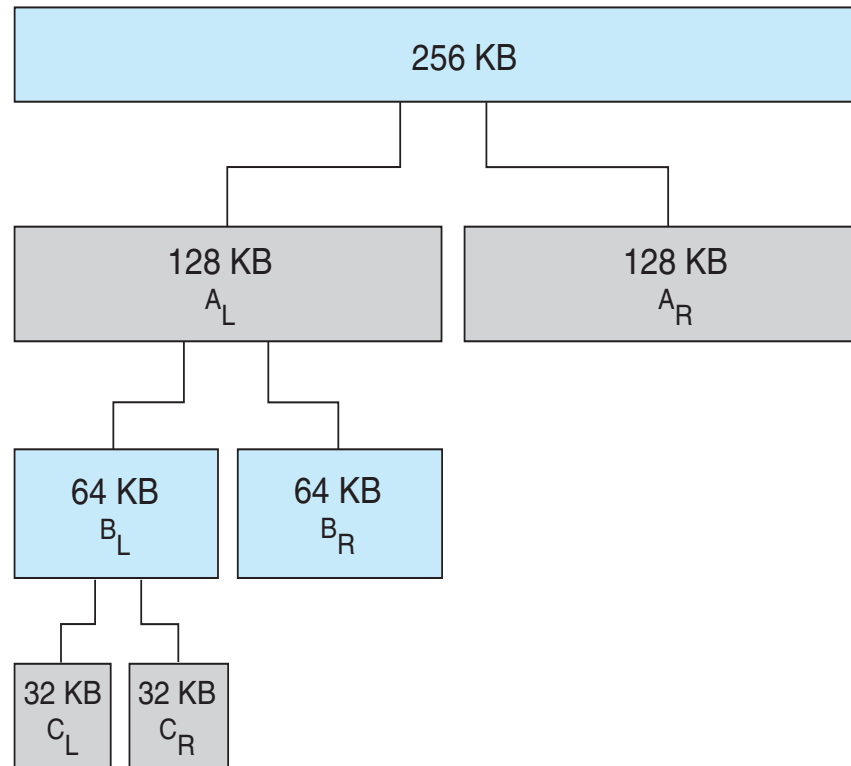 256 KB
128 KB
A_L
128 KB
A_R
64 KB
B_L
64 KB
B_R
32 KB
C_L
32 KB
C_R